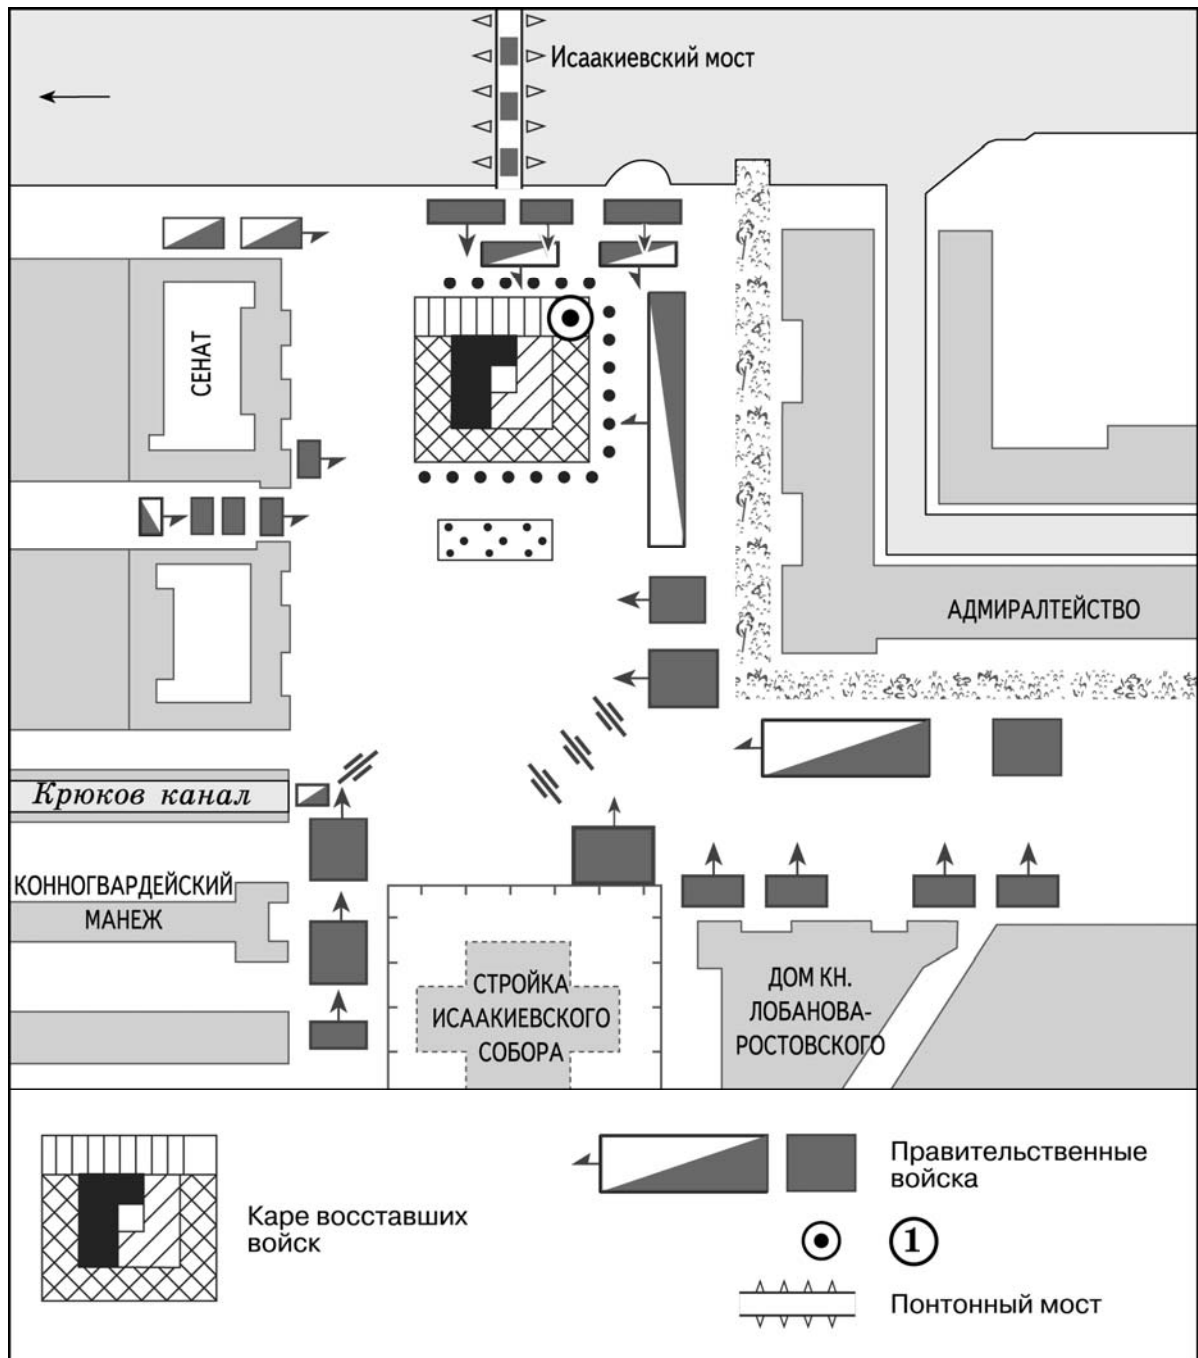 Исаакиевский мост
СЕНАТ
АДМИРАЛТЕЙСТВО
Крюков канал
КОННОГВАРДЕЙСКИЙ
МАНЕЖ
СТРОЙКА
ИСААКИЕВСКОГО
СОБОРА
ДОМ КН.
ЛОБАНОВА-
РОСТОВСКОГО
Каре восставших
войск
Правительственные
войска
1
Понтонный мост